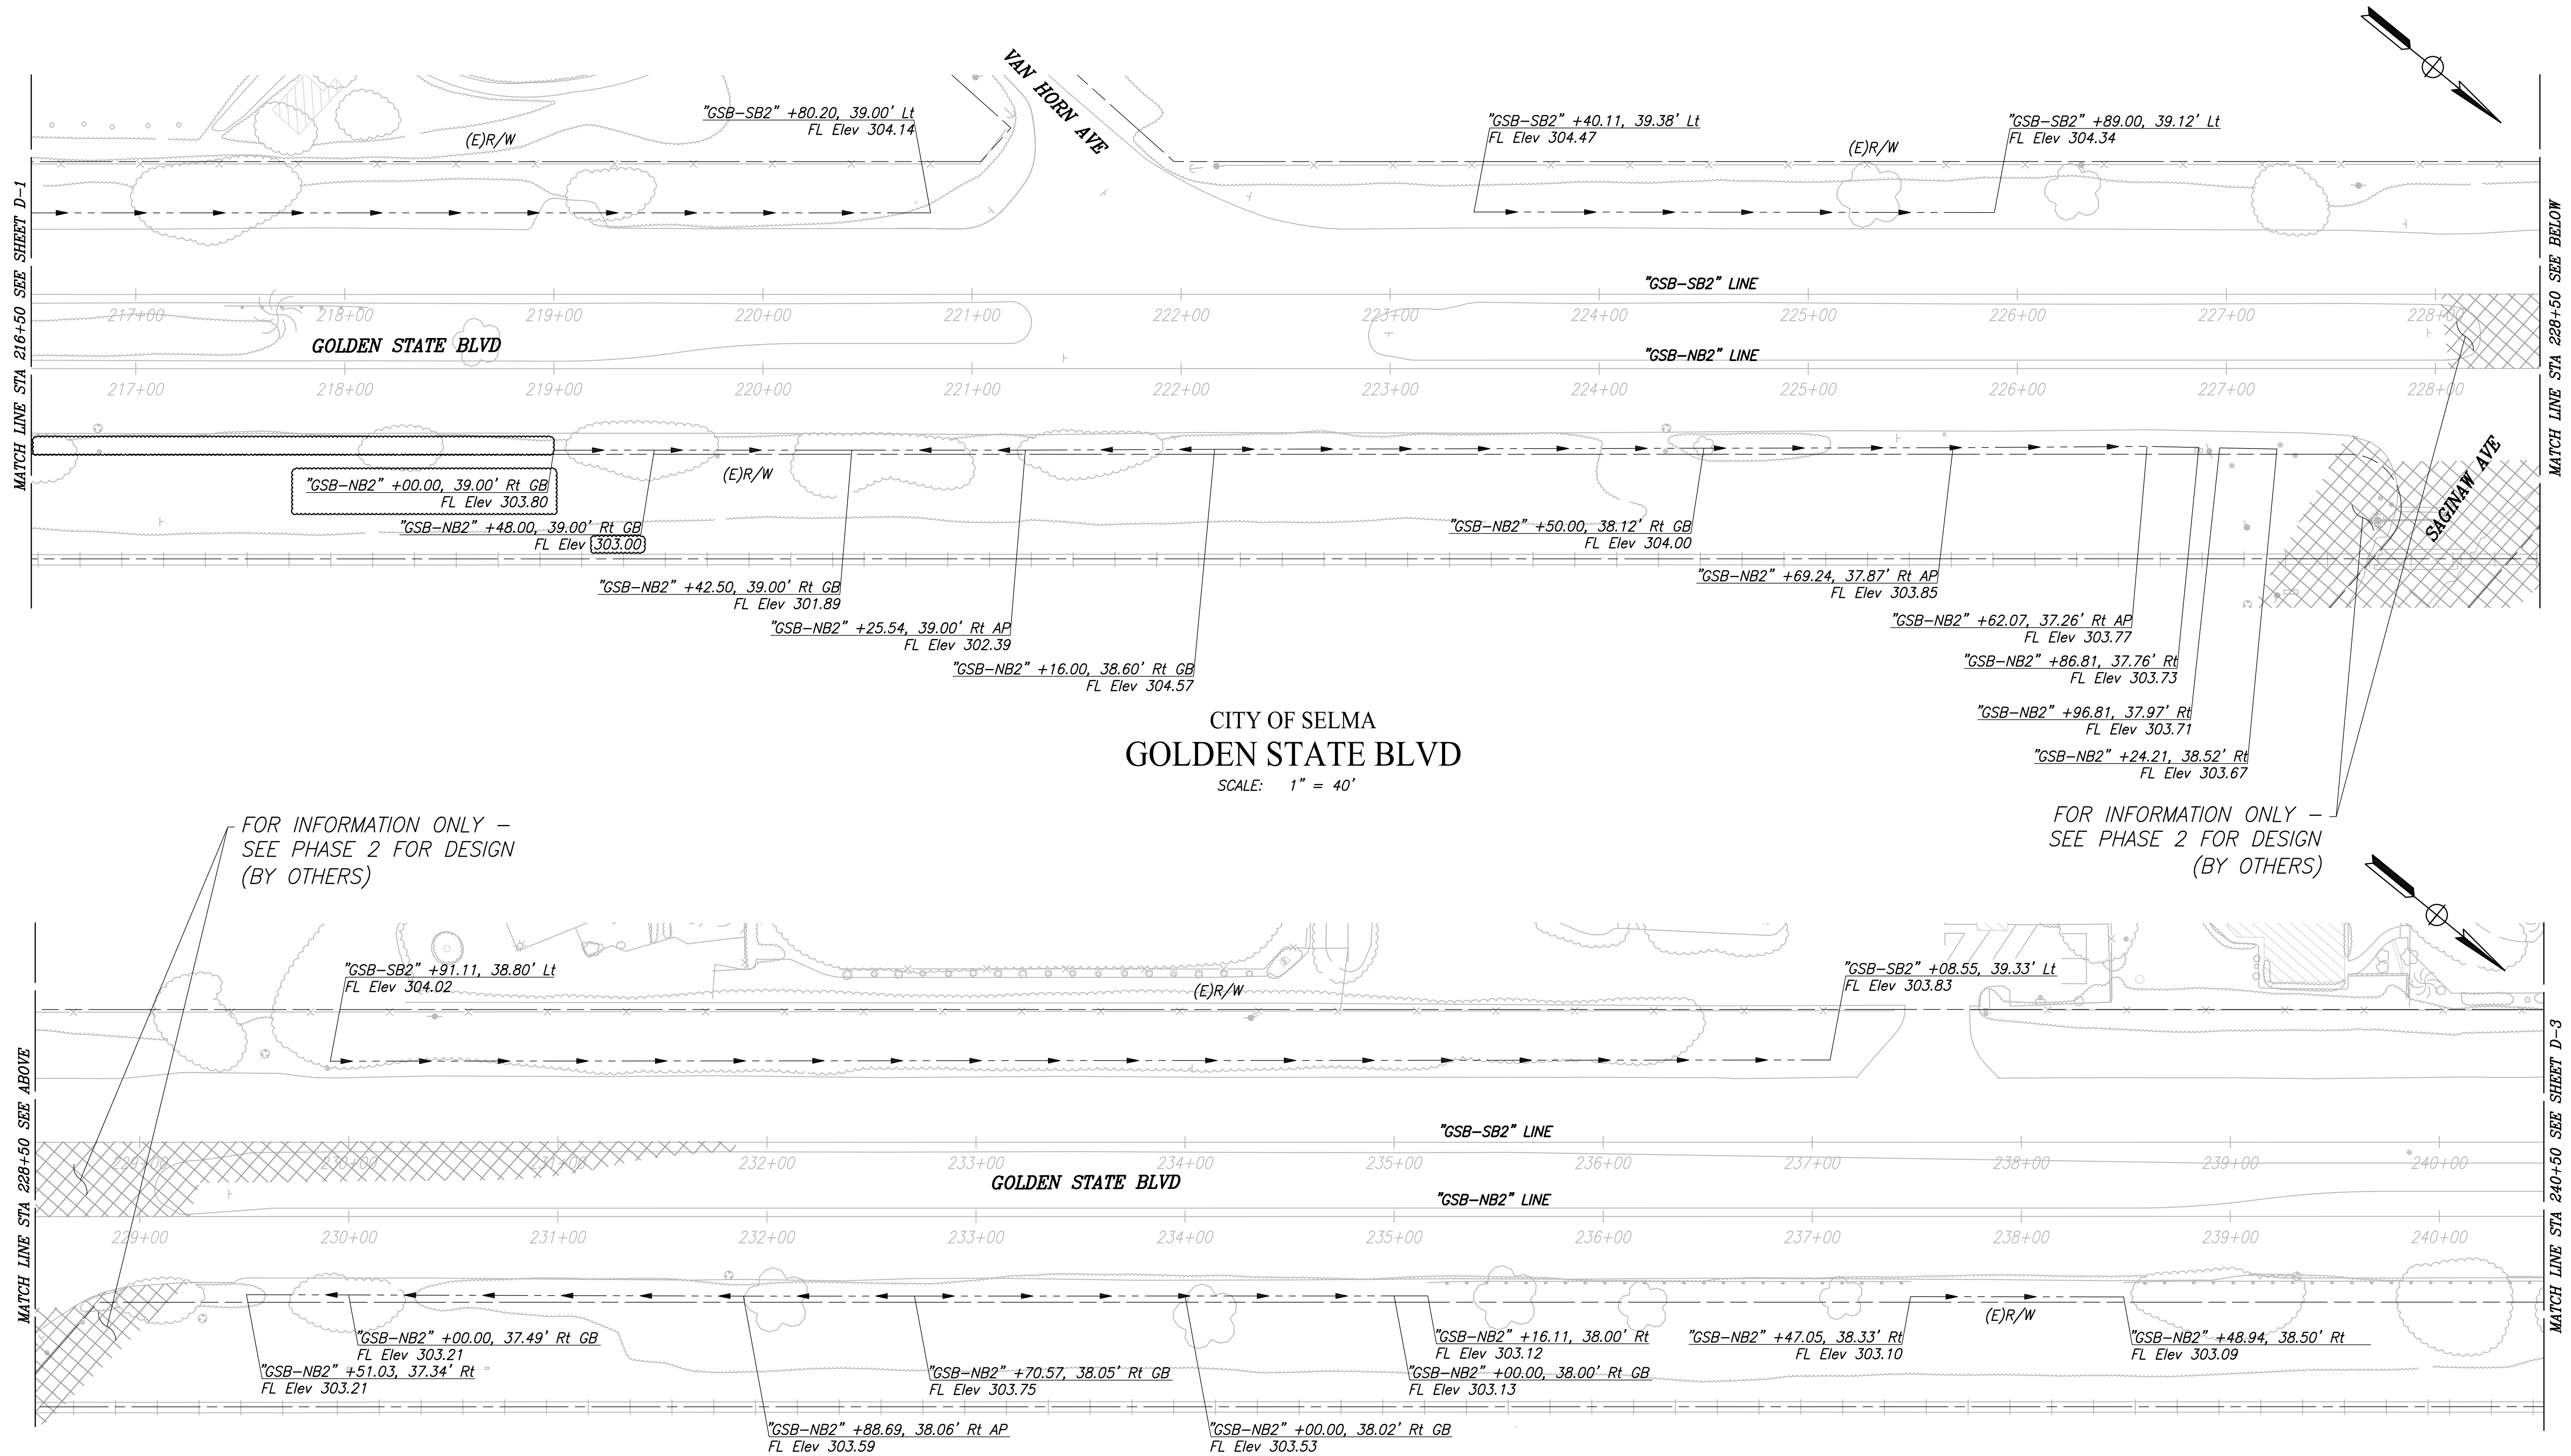 VAN HORN AVE
"GSB-SB2" +80.20, 39.00' Lt
FL Elev 304.14
"GSB-SB2" +40.11, 39.38' Lt
FL Elev 304.47
"GSB-SB2" +89.00, 39.12' Lt
FL Elev 304.34
(E)R/W
(E)R/W
MATCH LINE STA 216+50 SEE SHEET D-1
MATCH LINE STA 228+50 SEE BELOW
"GSB-SB2" LINE
217+00
218+00
219+00
220+00
221+00
222+00
223+00
224+00
225+00
226+00
227+00
228+00
GOLDEN STATE BLVD
"GSB-NB2" LINE
217+00
218+00
219+00
220+00
221+00
222+00
223+00
224+00
225+00
226+00
227+00
228+00
(E)R/W
SAGINAW AVE
"GSB-NB2" +00.00, 39.00' Rt GB
FL Elev 303.80
"GSB-NB2" +48.00, 39.00' Rt GB
FL Elev 303.00
"GSB-NB2" +42.50, 39.00' Rt GB
FL Elev 301.89
"GSB-NB2" +25.54, 39.00' Rt AP
FL Elev 302.39
"GSB-NB2" +16.00, 38.60' Rt GB
FL Elev 304.57
"GSB-NB2" +50.00, 38.12' Rt GB
FL Elev 304.00
"GSB-NB2" +69.24, 37.87' Rt AP
FL Elev 303.85
"GSB-NB2" +62.07, 37.26' Rt AP
FL Elev 303.77
"GSB-NB2" +86.81, 37.76' Rt
FL Elev 303.73
"GSB-NB2" +96.81, 37.97' Rt
FL Elev 303.71
"GSB-NB2" +24.21, 38.52' Rt
FL Elev 303.67
CITY OF SELMA
GOLDEN STATE BLVD
SCALE: 1" = 40'
FOR INFORMATION ONLY -
SEE PHASE 2 FOR DESIGN
(BY OTHERS)
FOR INFORMATION ONLY -
SEE PHASE 2 FOR DESIGN
(BY OTHERS)
"GSB-SB2" +91.11, 38.80' Lt
FL Elev 304.02
(E)R/W
"GSB-SB2" +08.55, 39.33' Lt
FL Elev 303.83
MATCH LINE STA 228+50 SEE ABOVE
MATCH LINE STA 240+50 SEE SHEET D-3
"GSB-SB2" LINE
229+00
230+00
231+00
232+00
233+00
234+00
235+00
236+00
237+00
238+00
239+00
240+00
GOLDEN STATE BLVD
"GSB-NB2" LINE
229+00
230+00
231+00
232+00
233+00
234+00
235+00
236+00
237+00
238+00
239+00
240+00
(E)R/W
"GSB-NB2" +00.00, 37.49' Rt GB
FL Elev 303.21
"GSB-NB2" +51.03, 37.34' Rt
FL Elev 303.21
"GSB-NB2" +88.69, 38.06' Rt AP
FL Elev 303.59
"GSB-NB2" +70.57, 38.05' Rt GB
FL Elev 303.75
"GSB-NB2" +00.00, 38.02' Rt GB
FL Elev 303.53
"GSB-NB2" +16.11, 38.00' Rt
FL Elev 303.12
"GSB-NB2" +00.00, 38.00' Rt GB
FL Elev 303.13
"GSB-NB2" +47.05, 38.33' Rt
FL Elev 303.10
"GSB-NB2" +48.94, 38.50' Rt
FL Elev 303.09